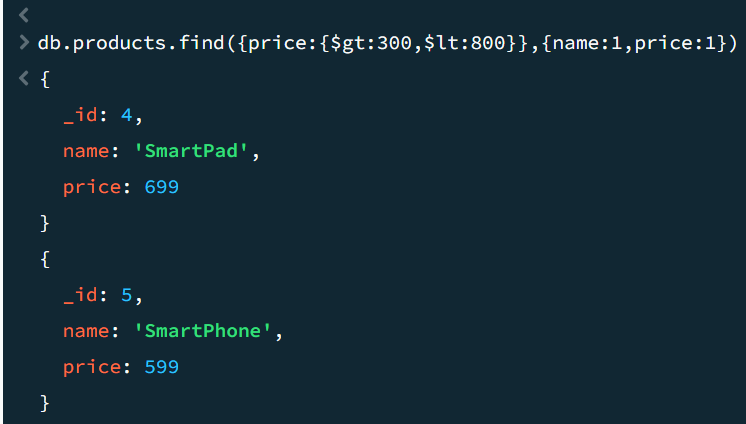 db.products.find({price:{$gt:300,$lt:800}},{name:1,price:1})
{
_id: 4,
name: 'SmartPad',
price: 699
}
{
_id: 5,
name: 'SmartPhone',
price: 599
}